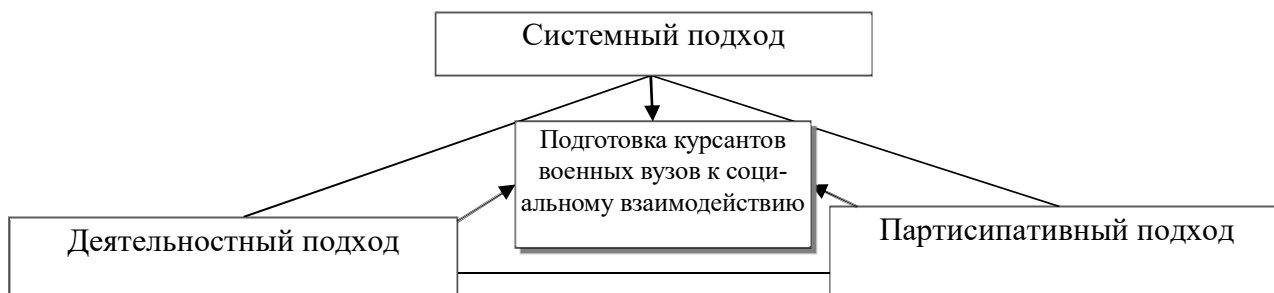 Системный подход
Подготовка курсантов
военных вузов к соци-
альному взаимодействию
Деятельностный подход
Партисипативный подход